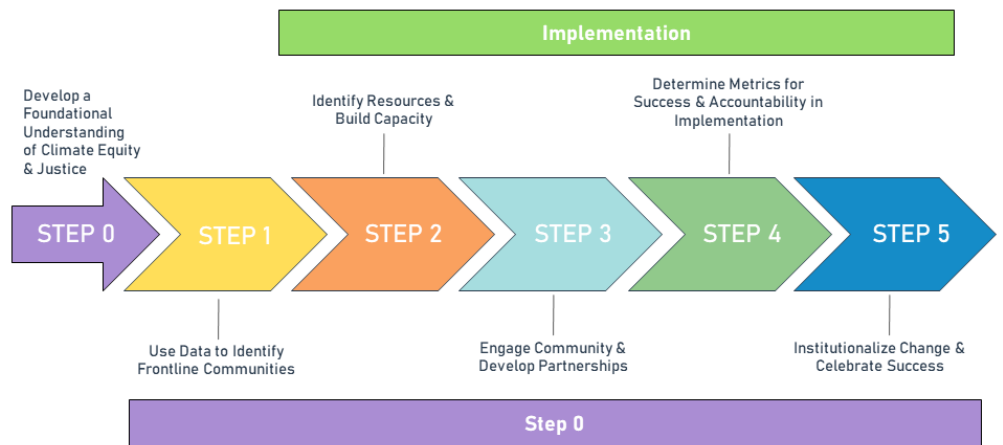 Implementation
Develop a
Foundational
Understanding
of Climate Equity
& Justice
Identify Resources &
Build Capacity
Determine Metrics for
Success & Accountability in
Implementation
STEP 0
STEP 1
STEP 2
STEP 3
STEP 4
STEP 5
Use Data to Identify
Frontline Communities
Engage Community &
Develop Partnerships
Institutionalize Change &
Celebrate Success
Step 0